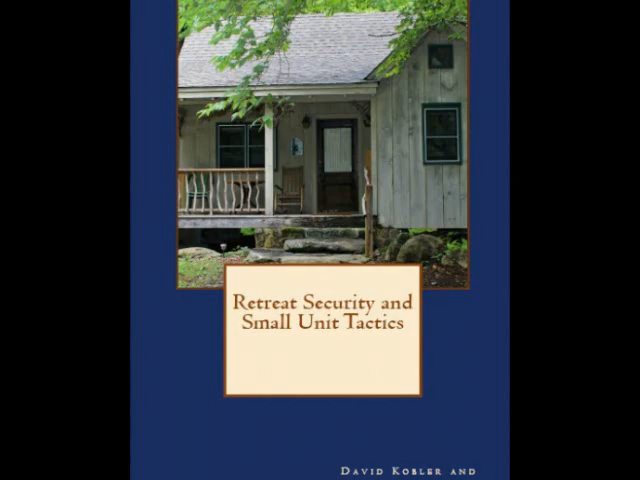 Retreat Security and
Small Unit Tactics
David Kobler and